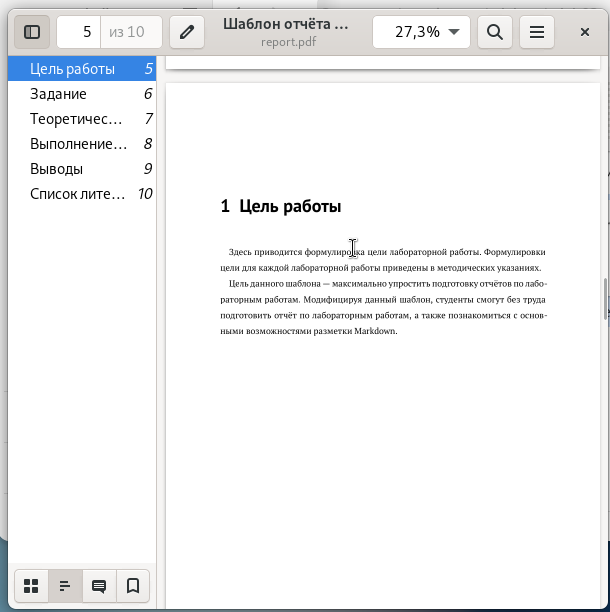 5 из 10
Шаблон отчёта ...
report.pdf
27,3%
Цель работы 5
Задание 6
Теоретичес... 7
Выполнение... 8
Выводы 9
Список лите... 10
1 Цель работы
Здесь приводится формулировка цели лабораторной работы. Формулировки
цели для каждой лабораторной работы приведены в методических указаниях.
Цель данного шаблона — максимально упростить подготовку отчётов по лабо-
раторным работам. Модифицируя данный шаблон, студенты смогут без труда
подготовить отчёт по лабораторным работам, а также познакомиться с основ-
ными возможностями разметки Markdown.